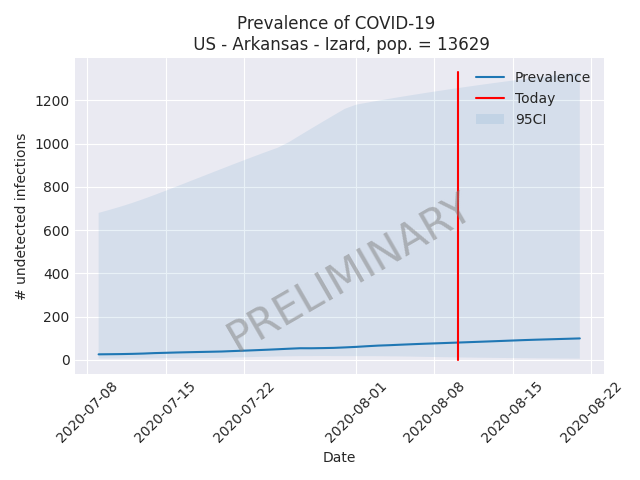 Prevalence of COVID-19
US - Arkansas - Izard, pop. = 13629
Prevalence
Today
95CI
PRELIMINARY
# undetected infections
1200
1000
800
600
400
200
0
2020-07-08
2020-07-15
2020-07-22
2020-08-01
2020-08-08
2020-08-15
2020-08-22
Date